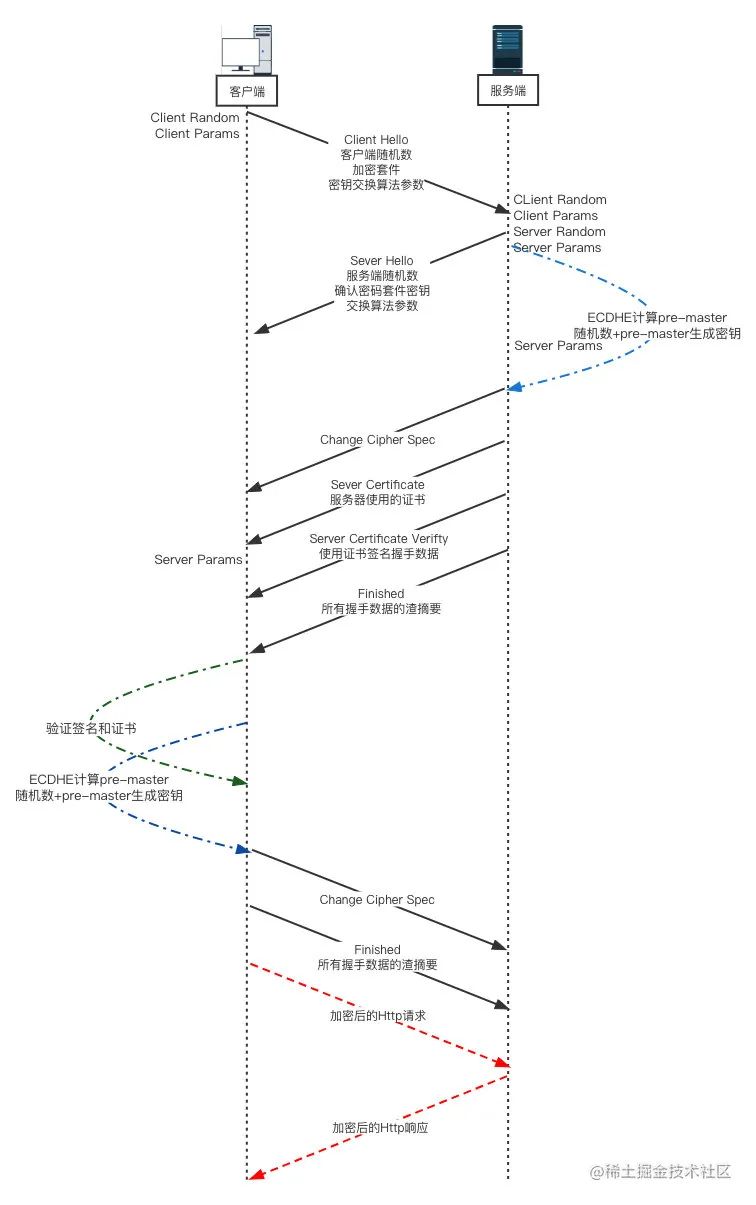 客户端
服务端
Client Random
Client Params
Client Hello
客户端随机数
加密套件
密钥交换算法参数
CLient Random
Client Params
Server Random
Server Params
Sever Hello
服务端随机数
确认密码套件密钥
交换算法参数
ECDHE计算pre-master
随机数+pre-master生成密钥
Server Params
Change Cipher Spec
Sever Certificate
服务器使用的证书
Server Certificate Verifty
使用证书签名握手数据
Server Params
Finished
所有握手数据的渣摘要
验证签名和证书
ECDHE计算pre-master
随机数+pre-master生成密钥
Change Cipher Spec
Finished
所有握手数据的渣摘要
加密后的Http请求
加密后的Http响应
@稀土掘金技术社区